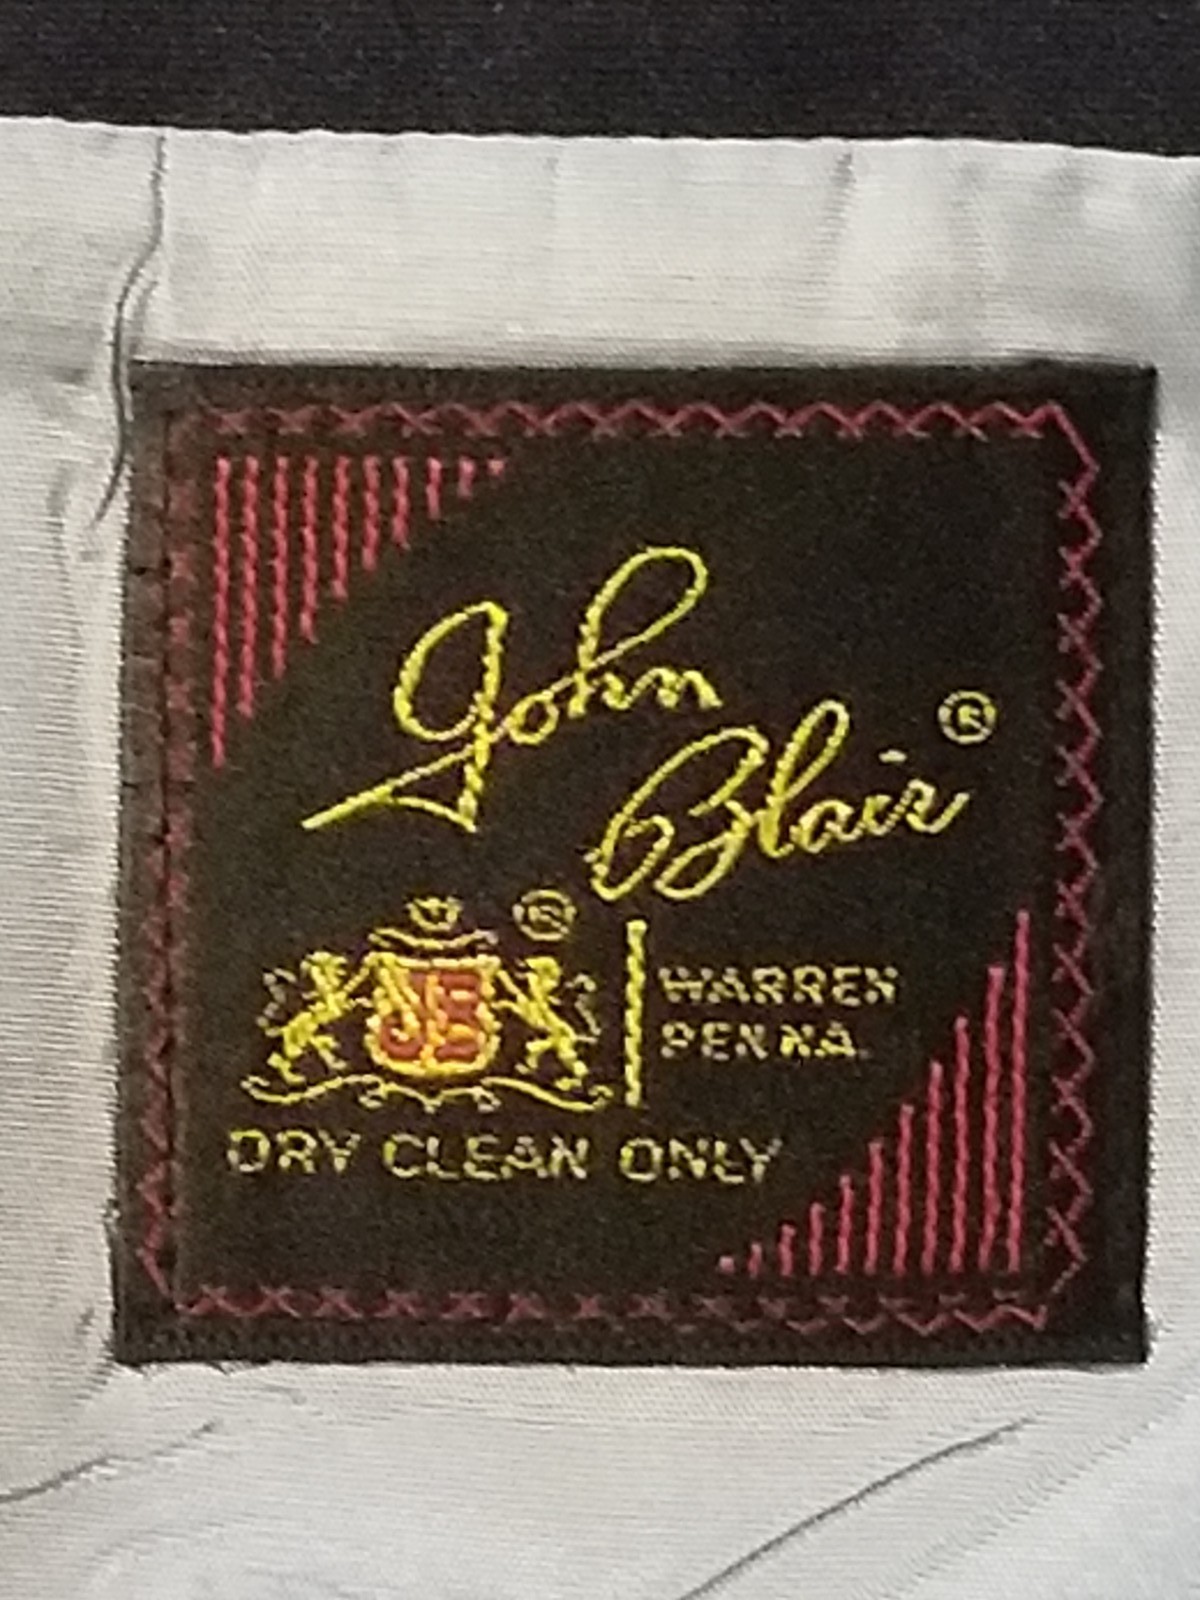 John
Blair ®
®
JB
WARREN
PENNA.
DRY CLEAN ONLY